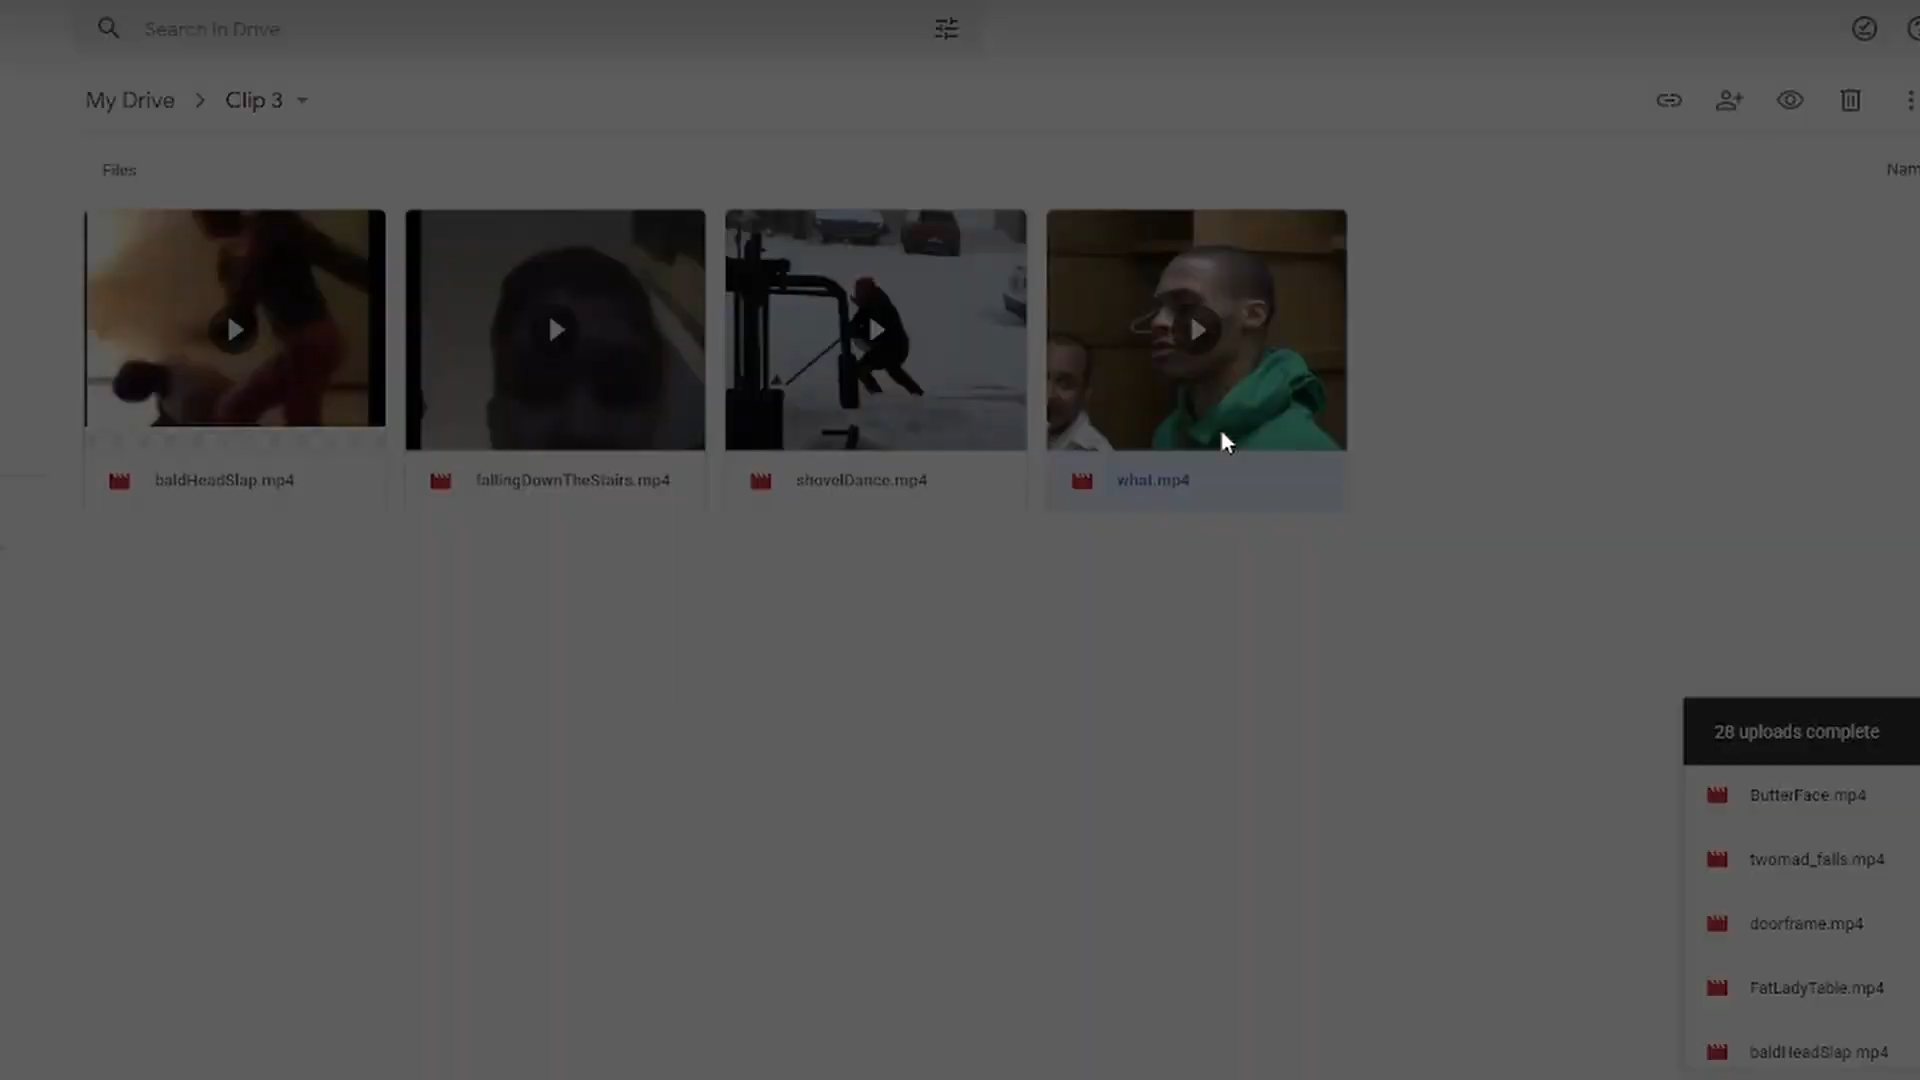 Search in Drive
My Drive > Clip 3
Files
Nam
baldHeadSlap.mp4
fallingDownTheStairs.mp4
shovelDance.mp4
what.mp4
28 uploads complete
ButterFace.mp4
twomad_falls.mp4
doorframe.mp4
FatLadyTable.mp4
baldHeadSlap.mp4